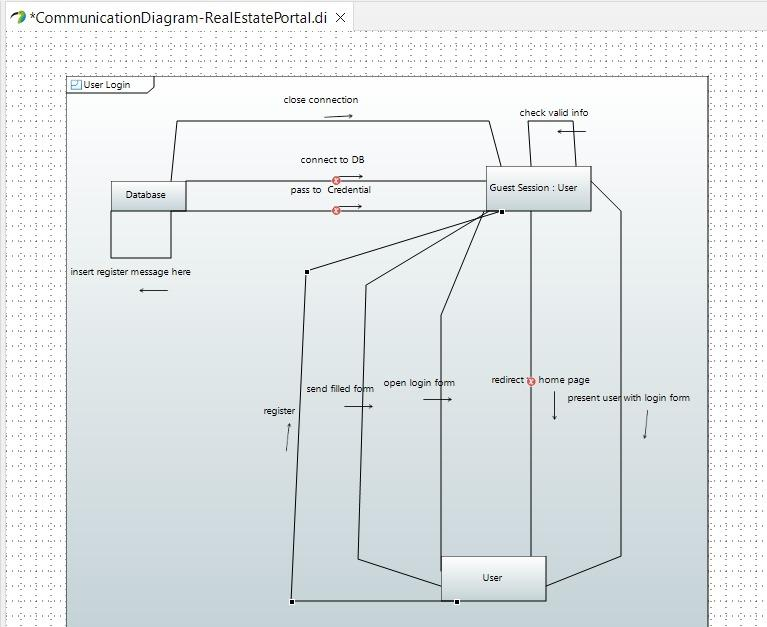 *CommunicationDiagram-RealEstatePortal.di
User Login
close connection
check valid info
connect to DB
pass to Credential
Database
Guest Session : User
insert register message here
redirect home page
send filled form
open login form
present user with login form
register
User